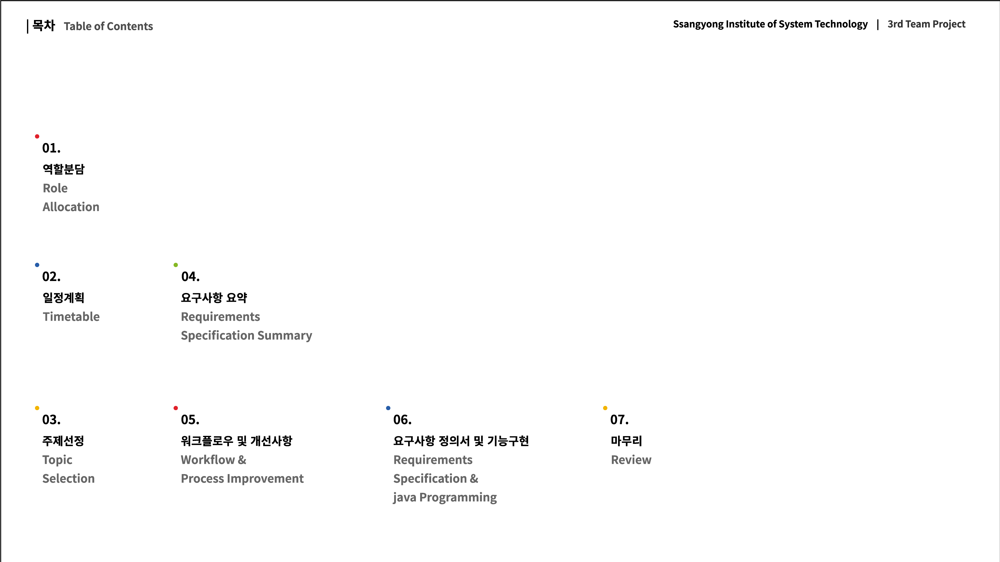 목차 Table of Contents
Ssangyong Institute of System Technology | 3rd Team Project
01.
역할분담
Role
Allocation
02.
일정계획
Timetable
03.
주제선정
Topic
Selection
04.
요구사항 요약
Requirements
Specification Summary
05.
워크플로우 및 개선사항
Workflow &
Process Improvement
06.
요구사항 정의서 및 기능구현
Requirements
Specification &
java Programming
07.
마무리
Review